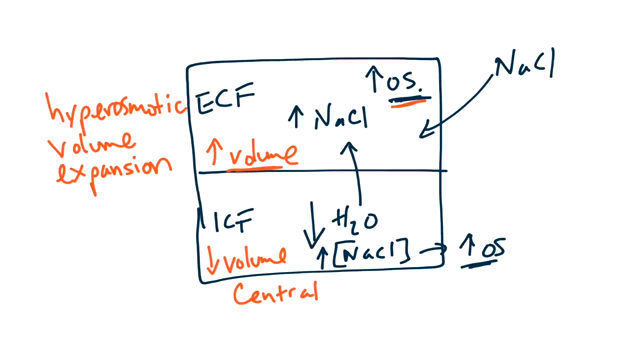 NaCl
↑ os.
hyperosmotic
volume
expansion
ECF
↑ NaCl
↑ volume
ICF
↓ H₂O
↓ volume
↑ [NaCl] → ↑ os
Central